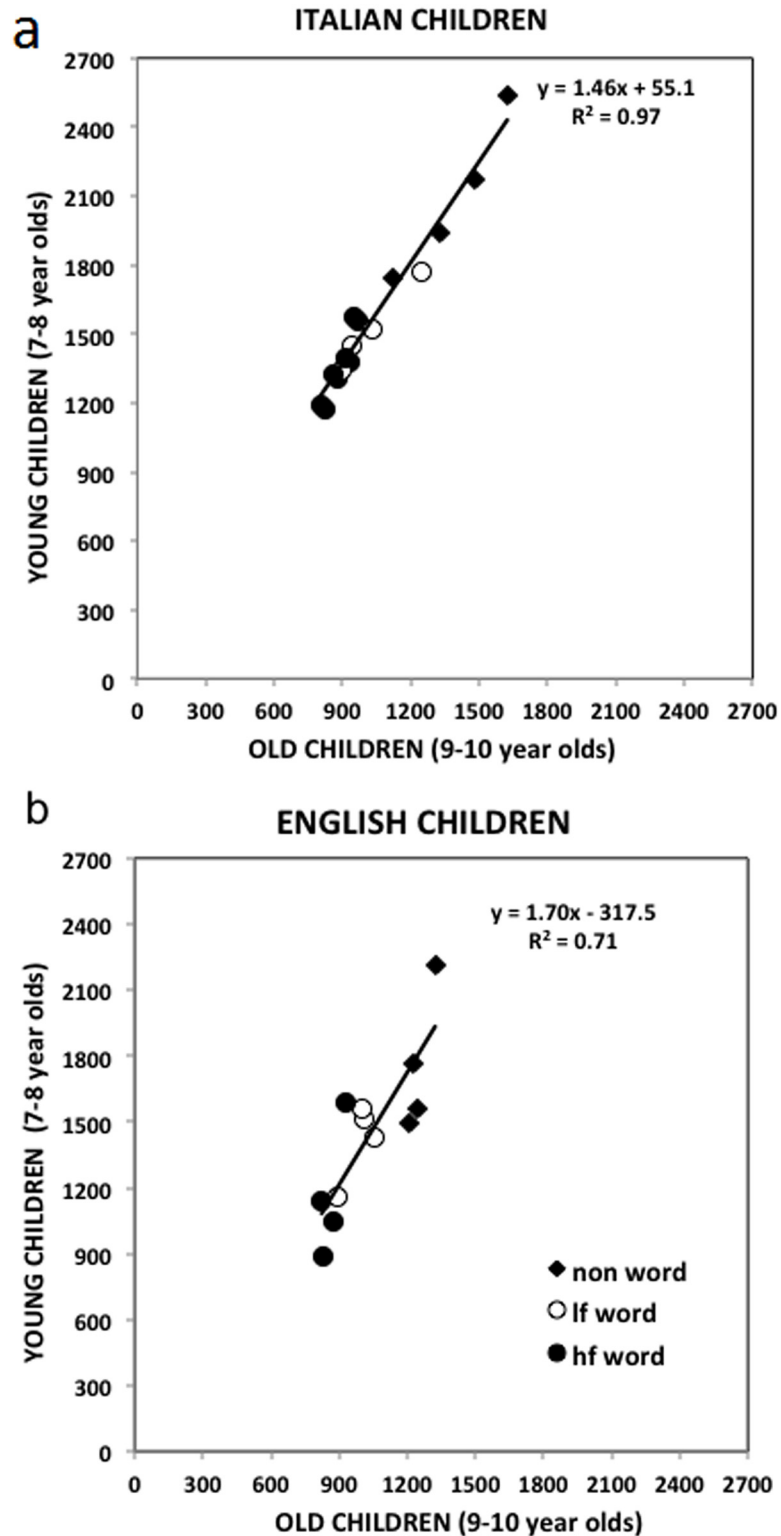 a
ITALIAN CHILDREN
y = 1.46x + 55.1
R² = 0.97
2700
2400
2100
1800
1500
1200
900
600
300
0
YOUNG CHILDREN (7-8 year olds)
0 300 600 900 1200 1500 1800 2100 2400 2700
OLD CHILDREN (9-10 year olds)
b
ENGLISH CHILDREN
y = 1.70x - 317.5
R² = 0.71
2700
2400
2100
1800
1500
1200
900
600
300
0
YOUNG CHILDREN (7-8 year olds)
non word
lf word
hf word
0 300 600 900 1200 1500 1800 2100 2400 2700
OLD CHILDREN (9-10 year olds)